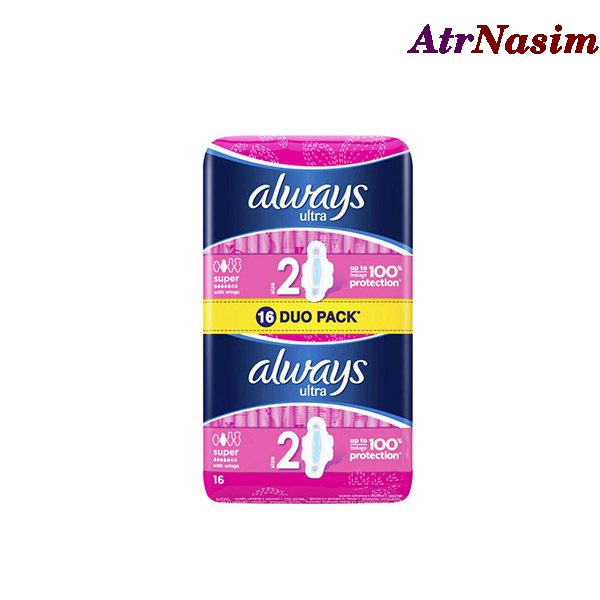 AtrNasim
always
ultra
super
with wings
size 2
up to 100%
leakage
protection*
16 DUO PACK*
always
ultra
super
with wings
size 2
up to 100%
leakage
protection*
16